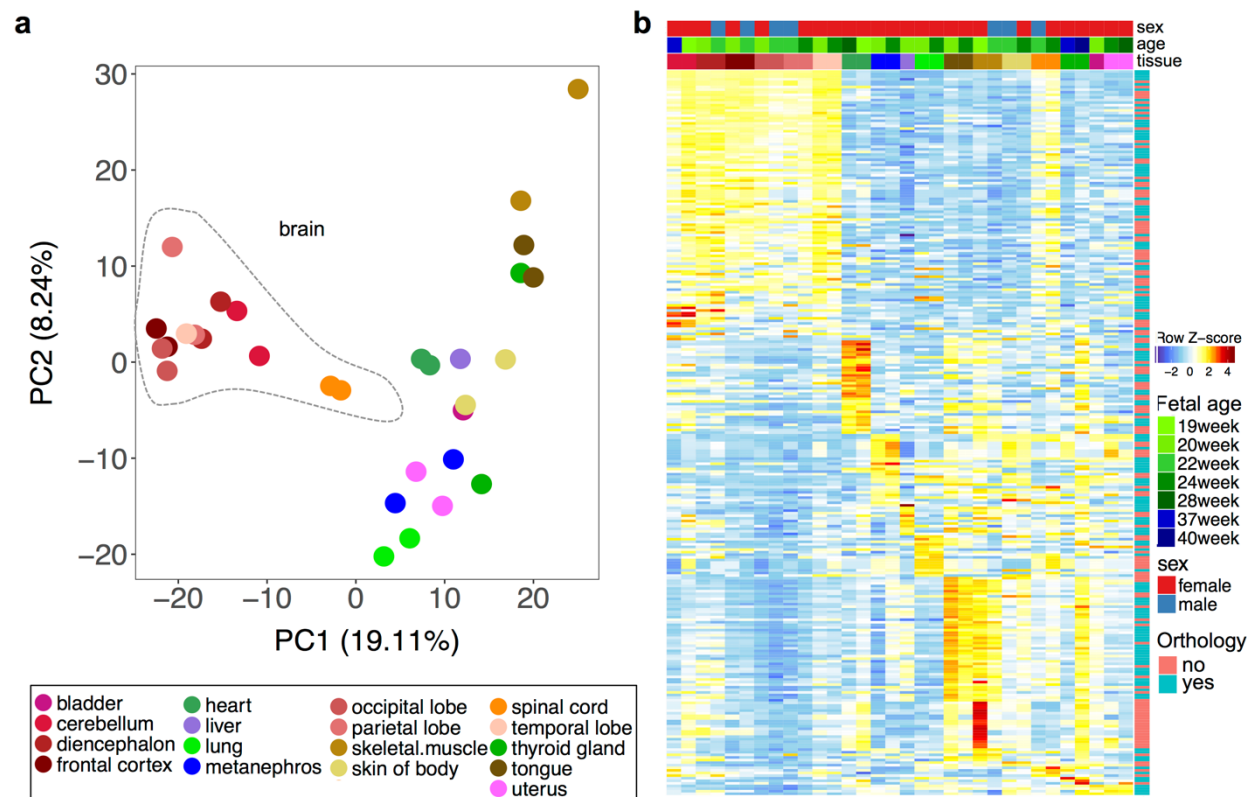 a
30
20
10
0
−10
−20
−20
−10
0
10
20
PC2 (8.24%)
PC1 (19.11%)
brain
bladder
cerebellum
diencephalon
frontal cortex
heart
liver
lung
metanephros
occipital lobe
parietal lobe
skeletal.muscle
skin of body
spinal cord
temporal lobe
thyroid gland
tongue
uterus
b
sex
age
tissue
Row Z−score
−2 0 2 4
Fetal age
19week
20week
22week
24week
28week
37week
40week
sex
female
male
Orthology
no
yes